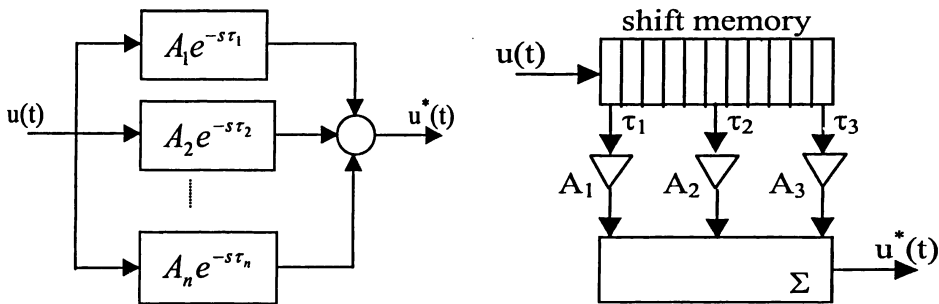 u(t)
A₁e^{-sτ₁}
A₂e^{-sτ₂}
Aₙe^{-sτₙ}
u*(t)
shift memory
u(t)
τ₁ τ₂ τ₃
A₁ A₂ A₃
Σ
u*(t)